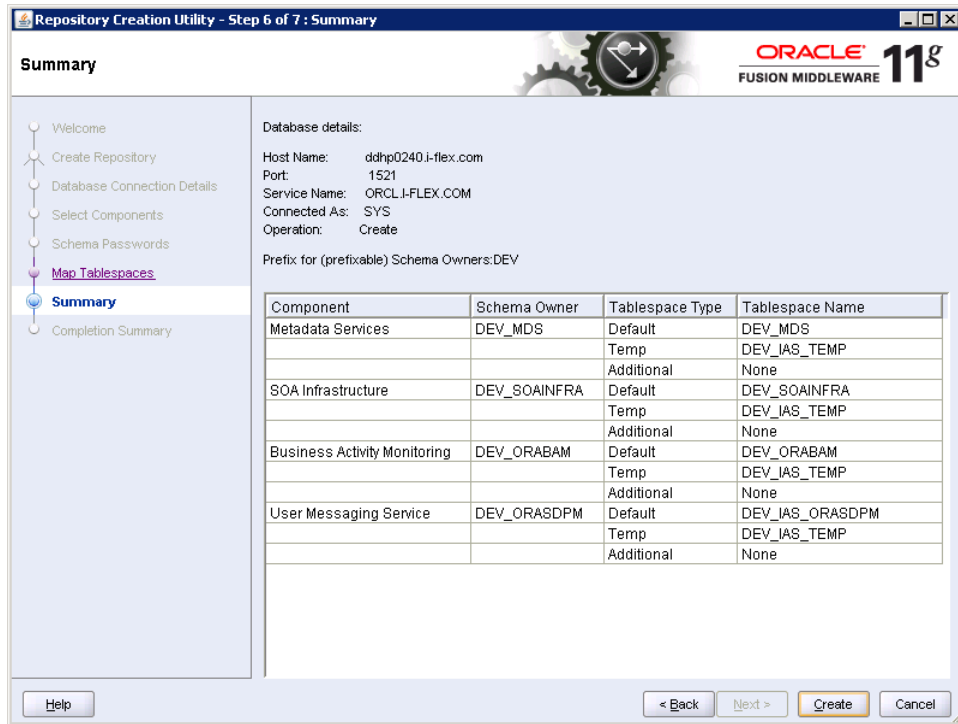 Repository Creation Utility - Step 6 of 7 : Summary
Summary
ORACLE
FUSION MIDDLEWARE 11g
Welcome
Create Repository
Database Connection Details
Select Components
Schema Passwords
Map Tablespaces
Summary
Completion Summary
Database details:
Host Name: ddhp0240.i-flex.com
Port: 1521
Service Name: ORCL.I-FLEX.COM
Connected As: SYS
Operation: Create
Prefix for (prefixable) Schema Owners:DEV
Component Schema Owner Tablespace Type Tablespace Name
Metadata Services DEV_MDS Default DEV_MDS
Temp DEV_IAS_TEMP
Additional None
SOA Infrastructure DEV_SOAINFRA Default DEV_SOAINFRA
Temp DEV_IAS_TEMP
Additional None
Business Activity Monitoring DEV_ORABAM Default DEV_ORABAM
Temp DEV_IAS_TEMP
Additional None
User Messaging Service DEV_ORASDPM Default DEV_IAS_ORASDPM
Temp DEV_IAS_TEMP
Additional None
Help < Back Next > Create Cancel